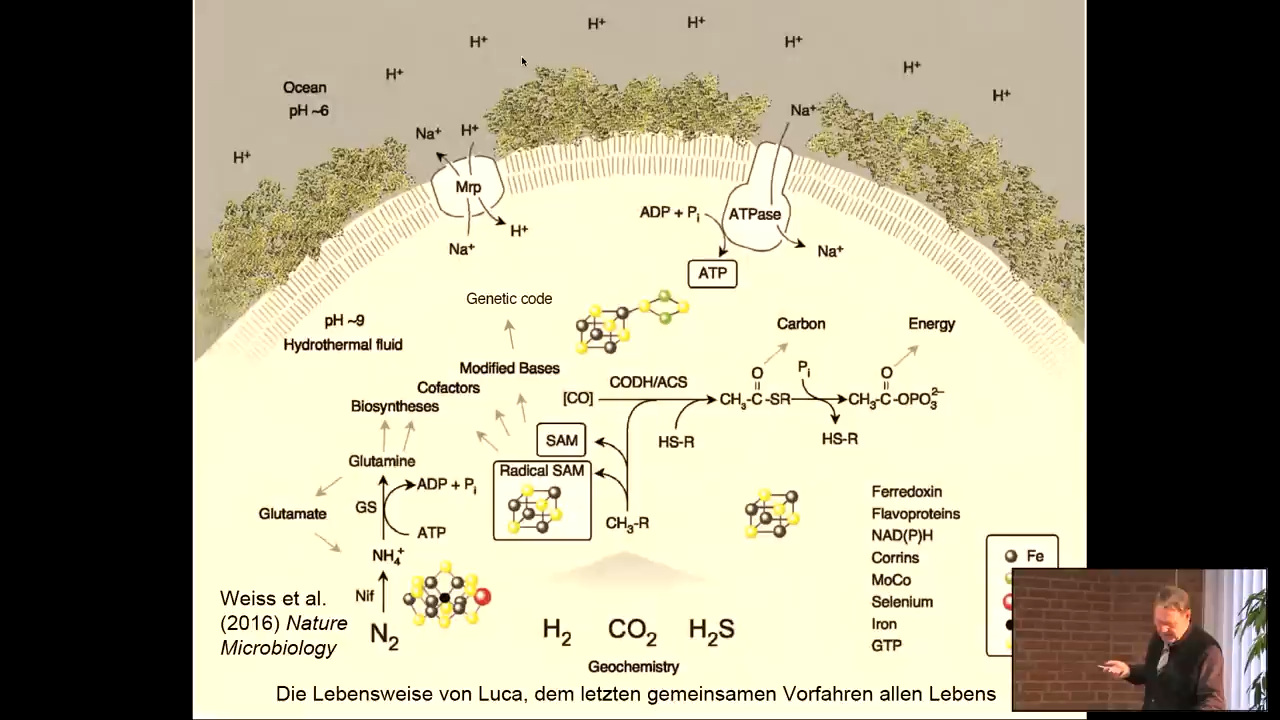 H⁺
H⁺
H⁺
H⁺
H⁺
H⁺
H⁺
H⁺
Ocean
pH ~6
Na⁺
H⁺
Na⁺
Mrp
H⁺
Na⁺
ADP + Pᵢ
ATPase
Na⁺
ATP
Genetic code
pH ~9
Hydrothermal fluid
Carbon
Energy
Modified Bases
Cofactors
Biosyntheses
[CO]
CODH/ACS
O
CH₃-C-SR
Pᵢ
O
CH₃-C-OPO₃²⁻
HS-R
HS-R
SAM
Radical SAM
CH₃-R
Glutamine
Glutamate
GS
ADP + Pᵢ
ATP
NH₄⁺
Nif
N₂
Ferredoxin
Flavoproteins
NAD(P)H
Corrins
MoCo
Selenium
Iron
GTP
Fe
Weiss et al.
(2016) Nature
Microbiology
H₂ CO₂ H₂S
Geochemistry
Die Lebensweise von Luca, dem letzten gemeinsamen Vorfahren allen Lebens